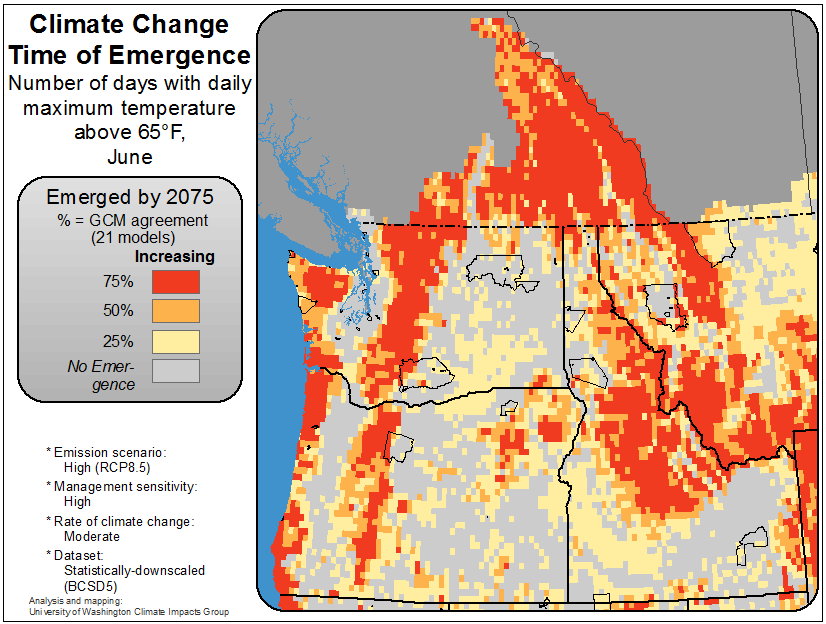 Climate Change
Time of Emergence
Number of days with daily
maximum temperature
above 65°F,
June
Emerged by 2075
% = GCM agreement
(21 models)
Increasing
75%
50%
25%
No Emer-
gence
* Emission scenario:
High (RCP8.5)
* Management sensitivity:
High
* Rate of climate change:
Moderate
* Dataset:
Statistically-downscaled
(BCSD5)
Analysis and mapping:
University of Washington Climate Impacts Group